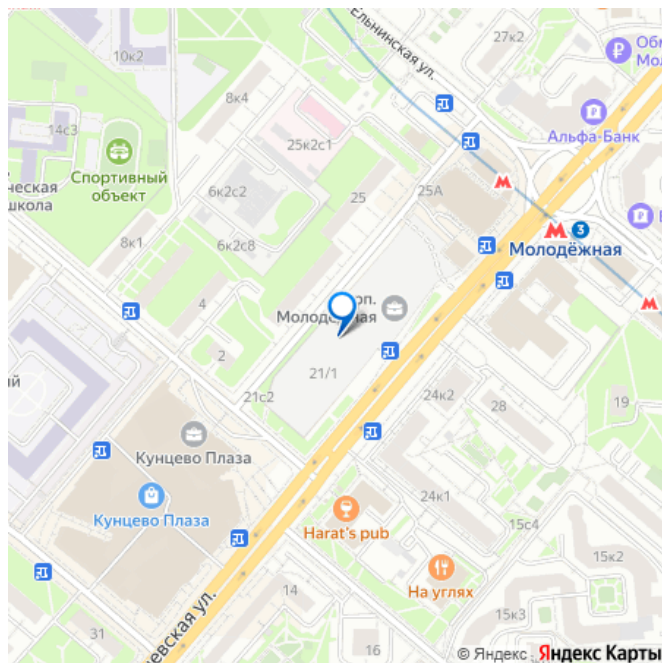 10к2
Ельнинская ул.
27к2
Альфа-Банк
8к4
14с3
Спортивный
объект
ческая
школа
25к2с1
6к2с2
25
25А
6к2с8
8к1
3
Молодёжная
4
2
21/1
21с2
19
24к2
28
Кунцево Плаза
Кунцево Плаза
24к1
15с4
Harat's pub
На углях
15к2
14
15к3
31
16
© Яндекс
Яндекс Карты